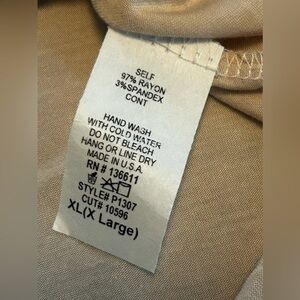 SELF
97% RAYON
3%SPANDEX
CONT
HAND WASH
WITH COLD WATER
DO NOT BLEACH
HANG OR LINE DRY
MADE IN U.S.A
RN # 136611
STYLE# P1307
CUT# 10596
XL(X Large)